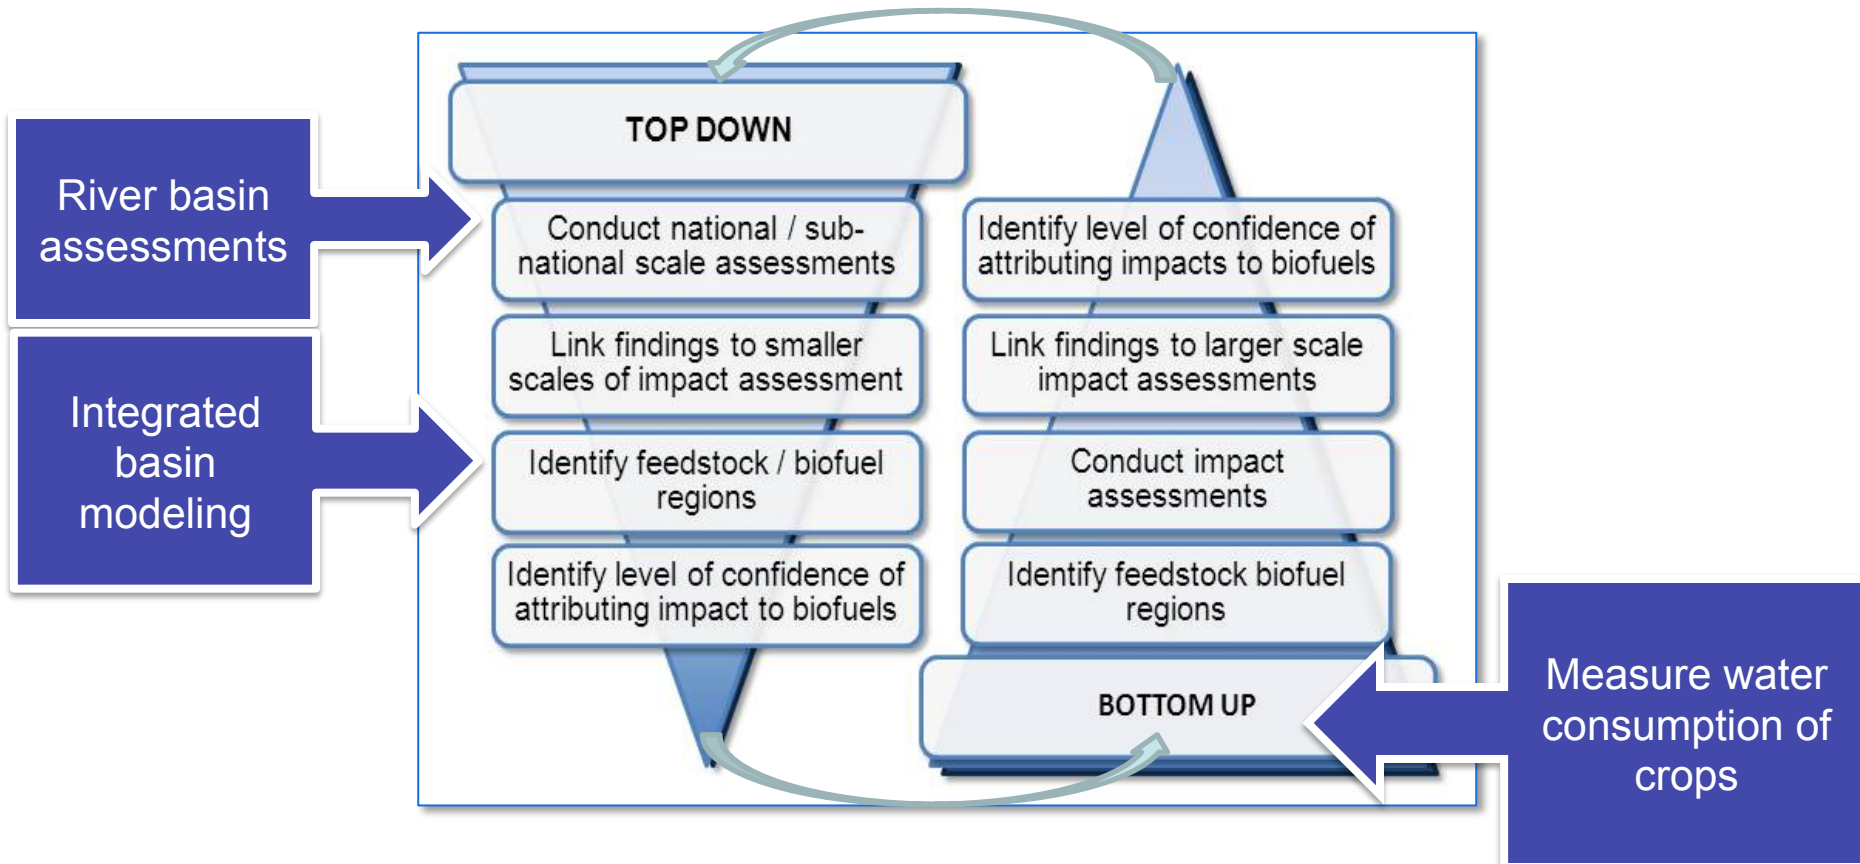 River basin
assessments
Integrated
basin
modeling
TOP DOWN
Conduct national / sub-
national scale assessments
Link findings to smaller
scales of impact assessment
Identify feedstock / biofuel
regions
Identify level of confidence of
attributing impact to biofuels
Identify level of confidence of
attributing impacts to biofuels
Link findings to larger scale
impact assessments
Conduct impact
assessments
Identify feedstock biofuel
regions
BOTTOM UP
Measure water
consumption of
crops